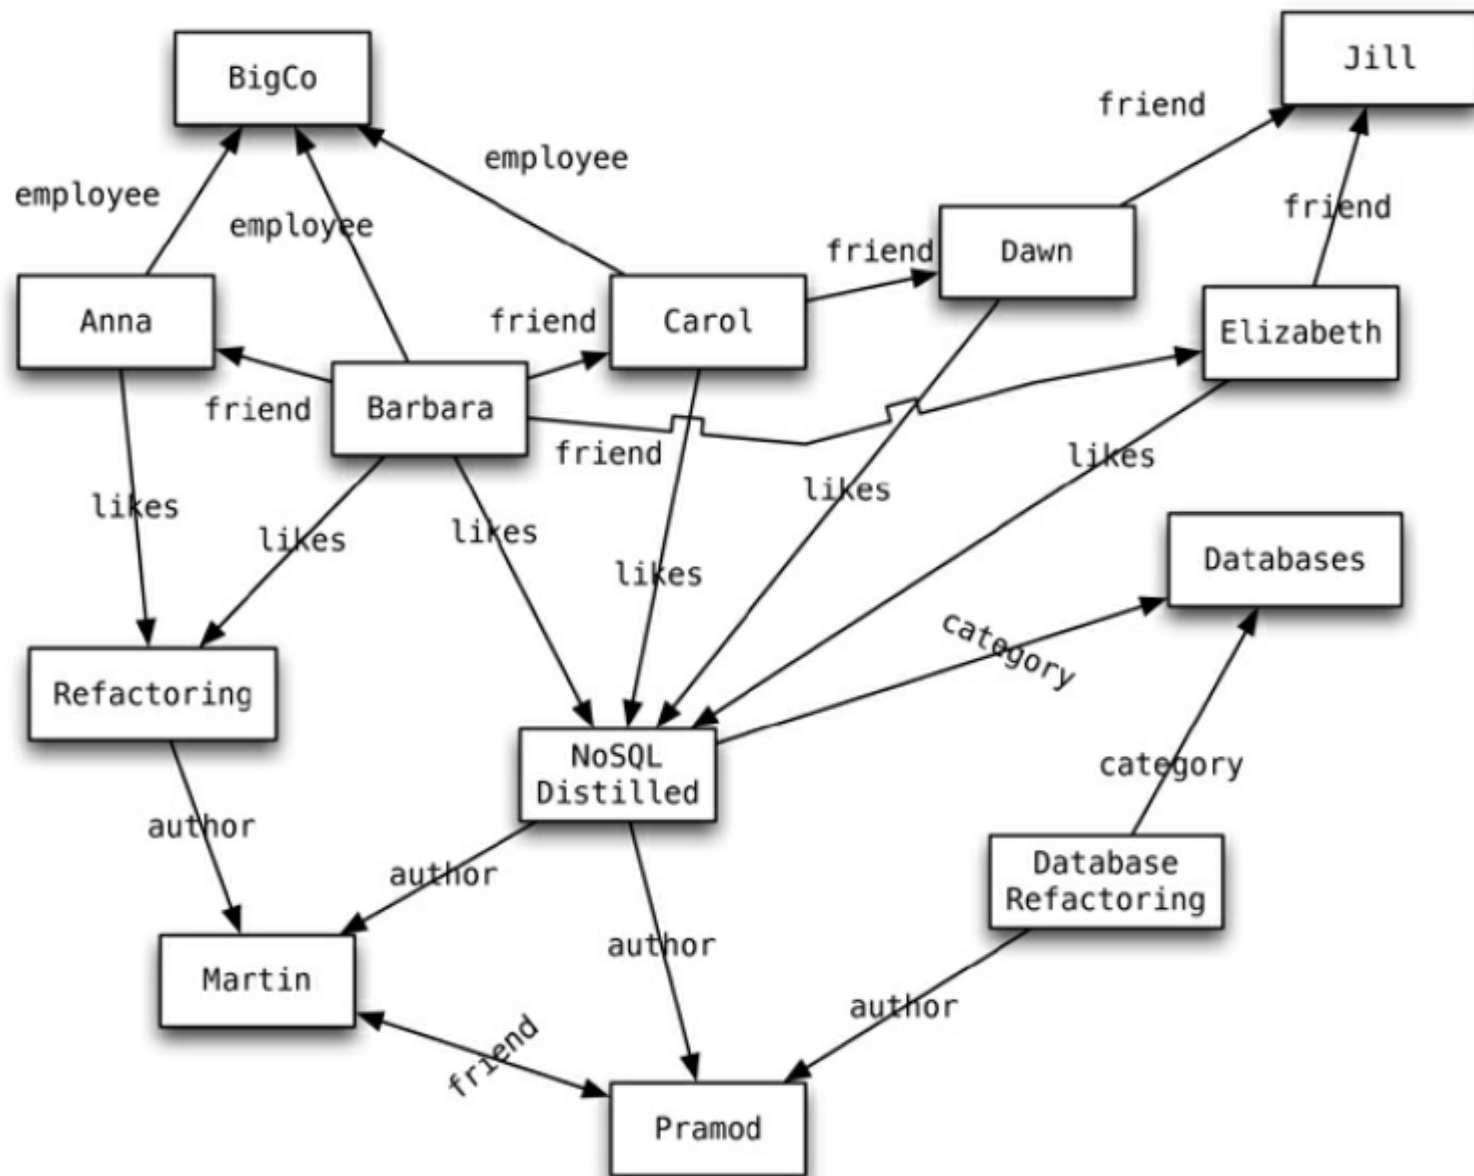 BigCo
Jill
friend
employee
employee
friend
employee
friend
Dawn
Anna
friend
Carol
Elizabeth
friend
Barbara
friend
likes
likes
likes
likes
likes
likes
Databases
category
Refactoring
NoSQL
Distilled
category
author
author
Database
Refactoring
author
Martin
author
friend
Pramod